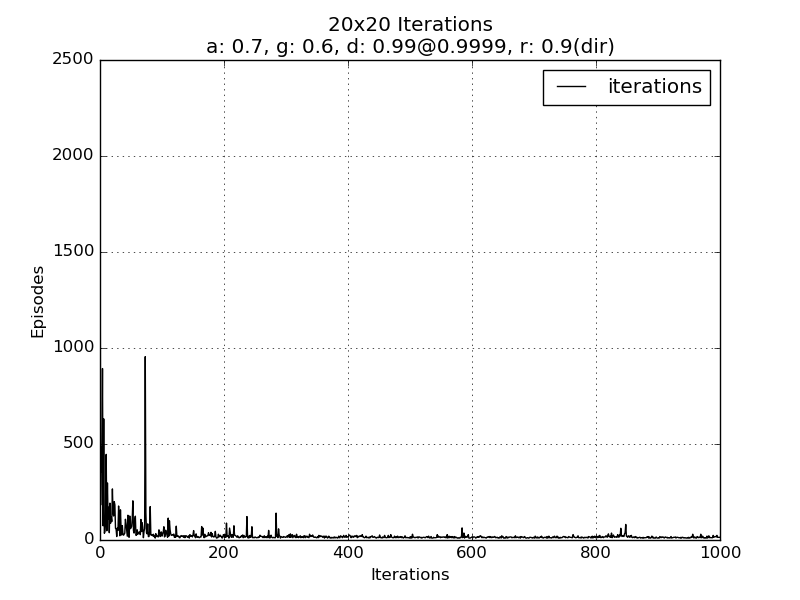 20x20 Iterations
a: 0.7, g: 0.6, d: 0.99@0.9999, r: 0.9(dir)
iterations
2500
2000
1500
1000
500
0
Episodes
0 200 400 600 800 1000
Iterations